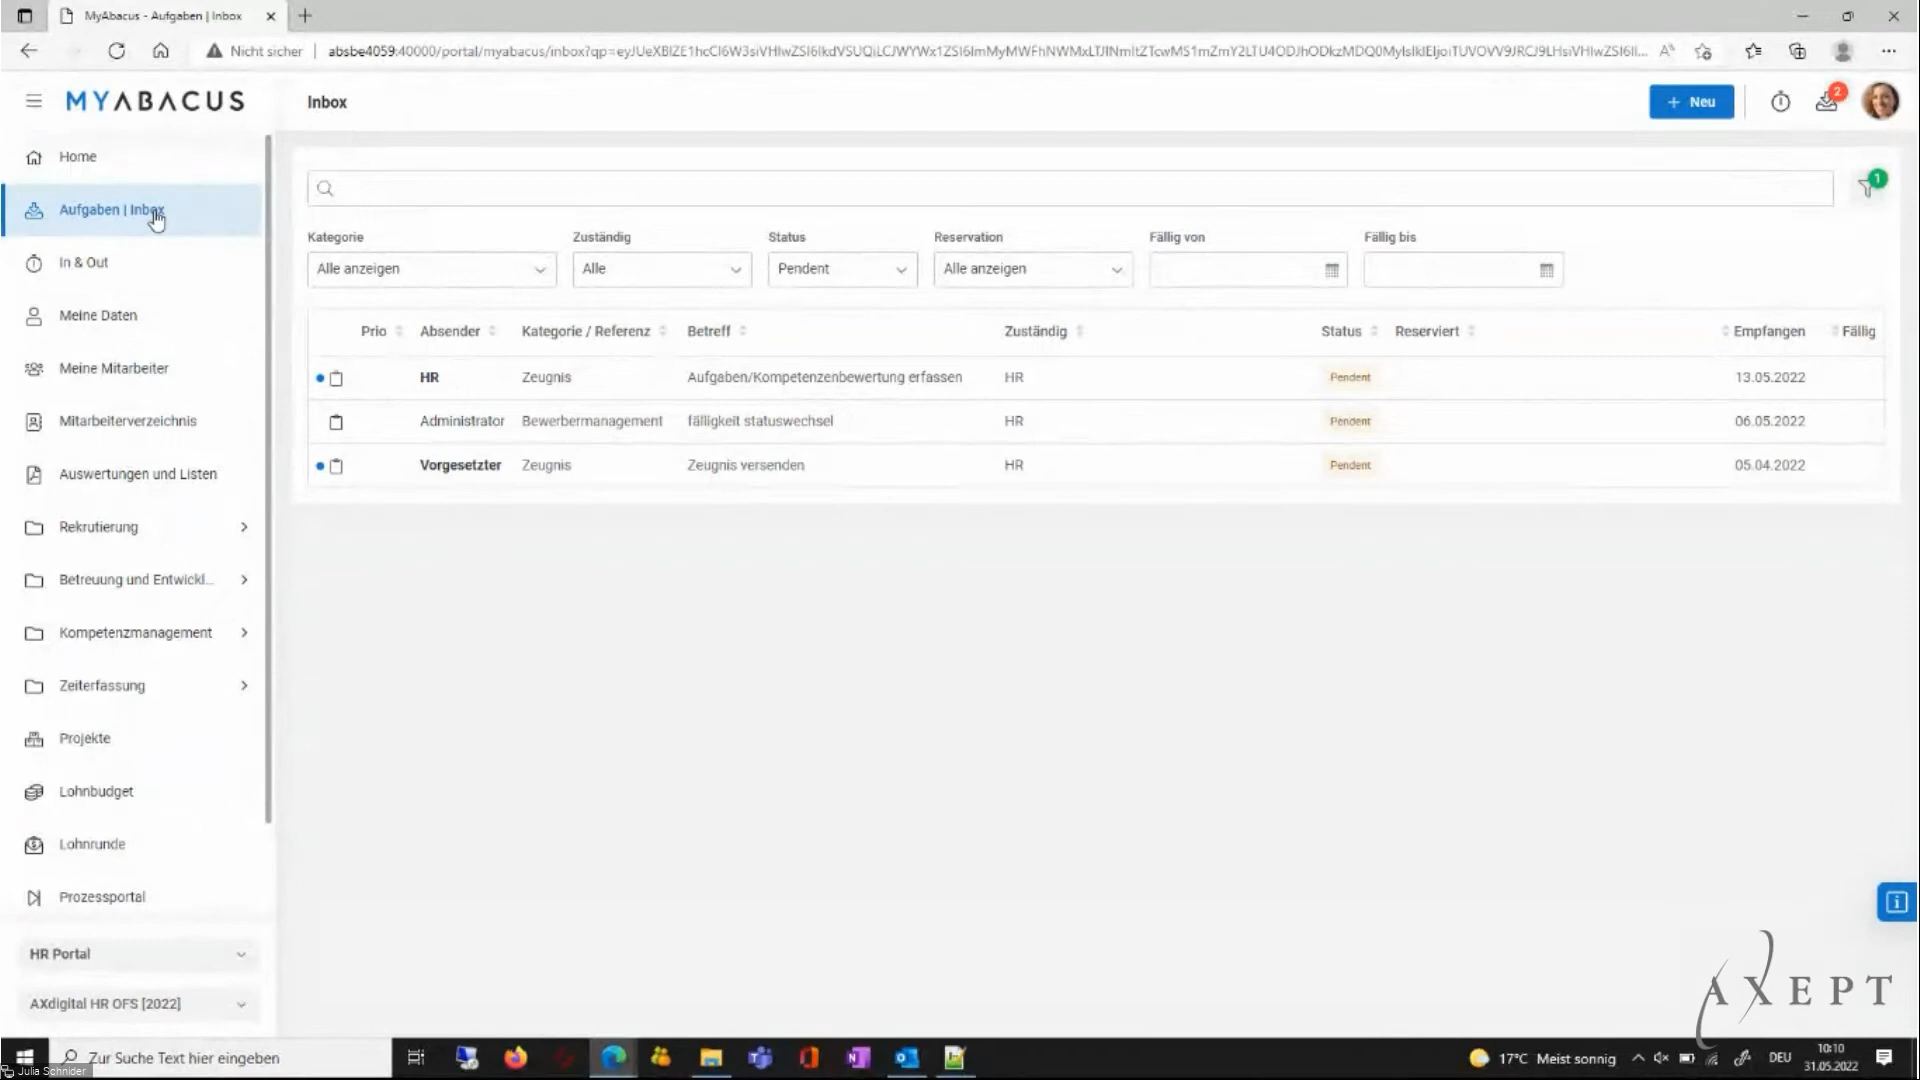 MyAbacus - Aufgaben | Inbox
Nicht sicher
MYABACUS
Inbox
+ Neu
2
Home
Aufgaben | Inbox
In & Out
Meine Daten
Meine Mitarbeiter
Mitarbeiterverzeichnis
Auswertungen und Listen
Rekrutierung
Betreuung und Entwickl...
Kompetenzmanagement
Zeiterfassung
Projekte
Lohnbudget
Lohnrunde
Prozessportal
HR Portal
AXdigital HR OFS [2022]
1
Kategorie Zuständig Status Reservation Fällig von Fällig bis
Alle anzeigen Alle Pendent Alle anzeigen
Prio Absender Kategorie / Referenz Betreff Zuständig Status Reserviert Empfangen Fällig
HR Zeugnis Aufgaben/Kompetenzenbewertung erfassen HR Pendent 13.05.2022
Administrator Bewerbermanagement fälligkeit statuswechsel HR Pendent 06.05.2022
Vorgesetzter Zeugnis Zeugnis versenden HR Pendent 05.04.2022
AXEPT
Zur Suche Text hier eingeben
17°C Meist sonnig
DEU
10:10
31.05.2022
Julia Schnider